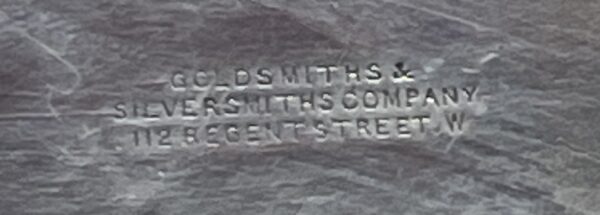 GOLDSMITHS &
SILVERSMITHS COMPANY,
112 REGENT STREET, W